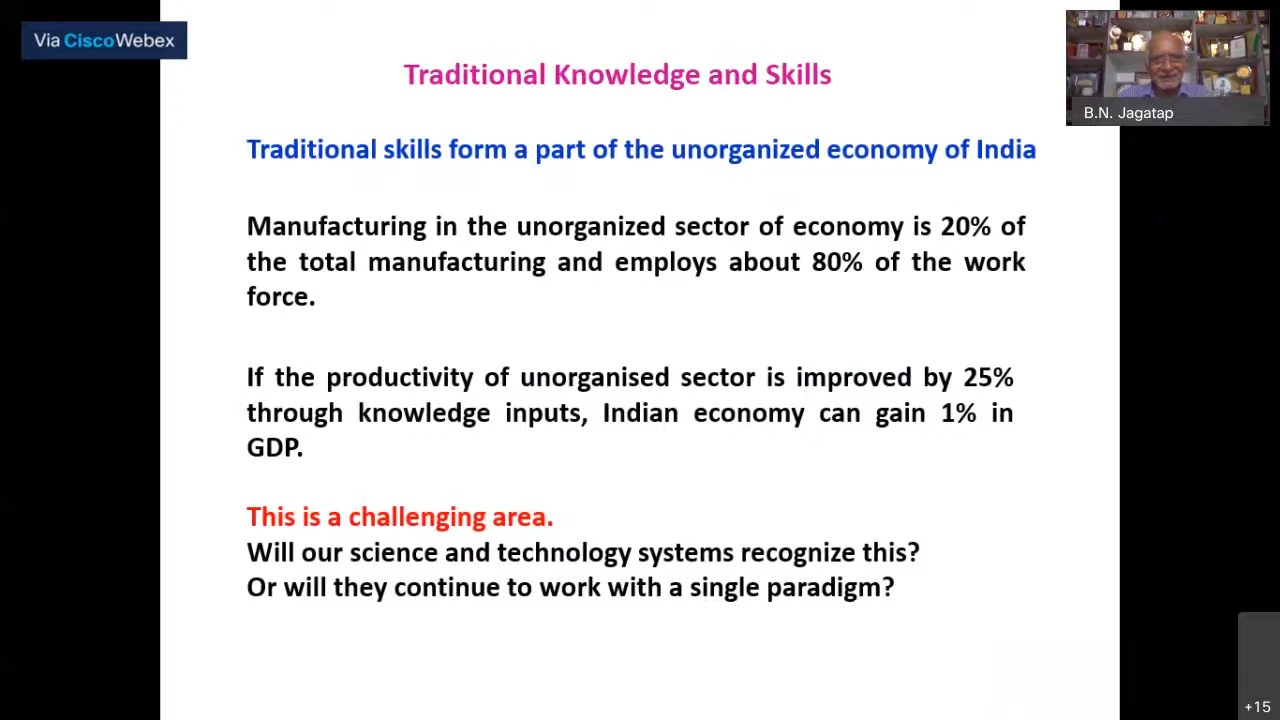 Via CiscoWebex
Traditional Knowledge and Skills
B.N. Jagatap
Traditional skills form a part of the unorganized economy of India
Manufacturing in the unorganized sector of economy is 20% of
the total manufacturing and employs about 80% of the work
force.
If the productivity of unorganised sector is improved by 25%
through knowledge inputs, Indian economy can gain 1% in
GDP.
This is a challenging area.
Will our science and technology systems recognize this?
Or will they continue to work with a single paradigm?
+15